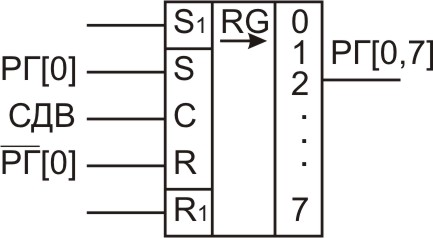 S1 RG 0
1 РГ[0,7]
РГ[0] S 2
СДВ C .
.
РГ[0] R .
R1 7